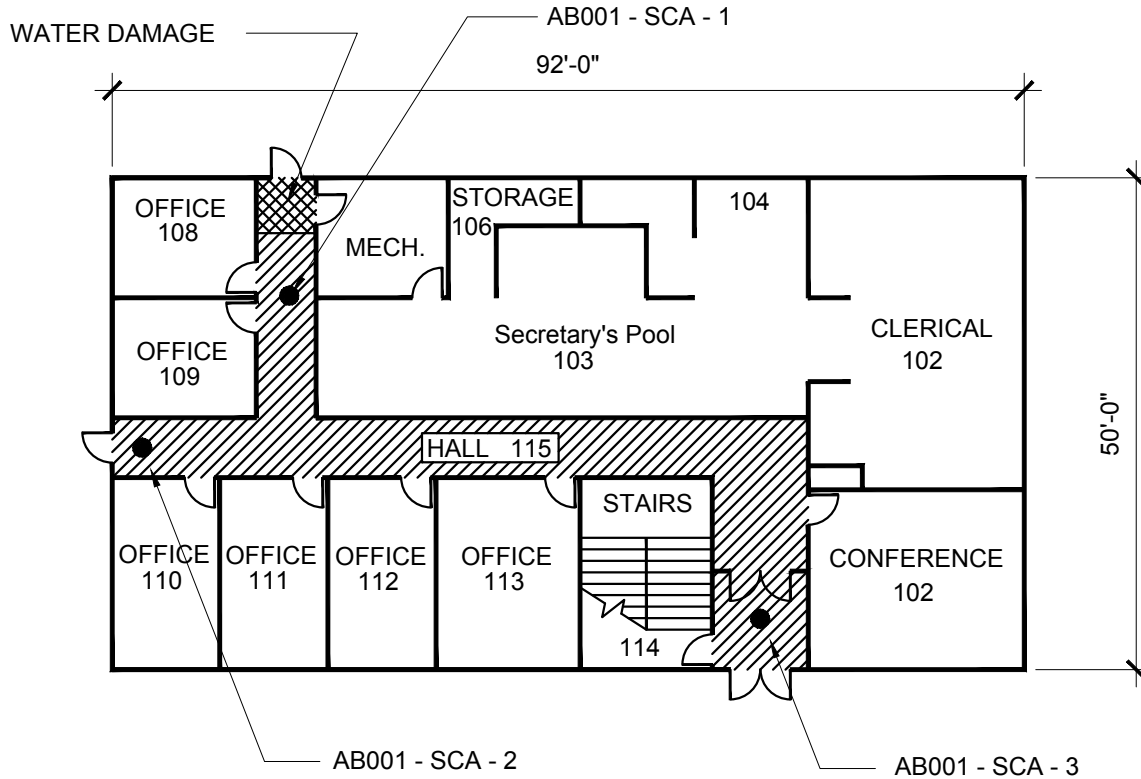 AB001 - SCA - 1
WATER DAMAGE
92'-0"
OFFICE
108
STORAGE
106
104
MECH.
OFFICE
109
Secretary's Pool
103
CLERICAL
102
50'-0"
HALL 115
STAIRS
OFFICE
110
OFFICE
111
OFFICE
112
OFFICE
113
CONFERENCE
102
114
AB001 - SCA - 2
AB001 - SCA - 3